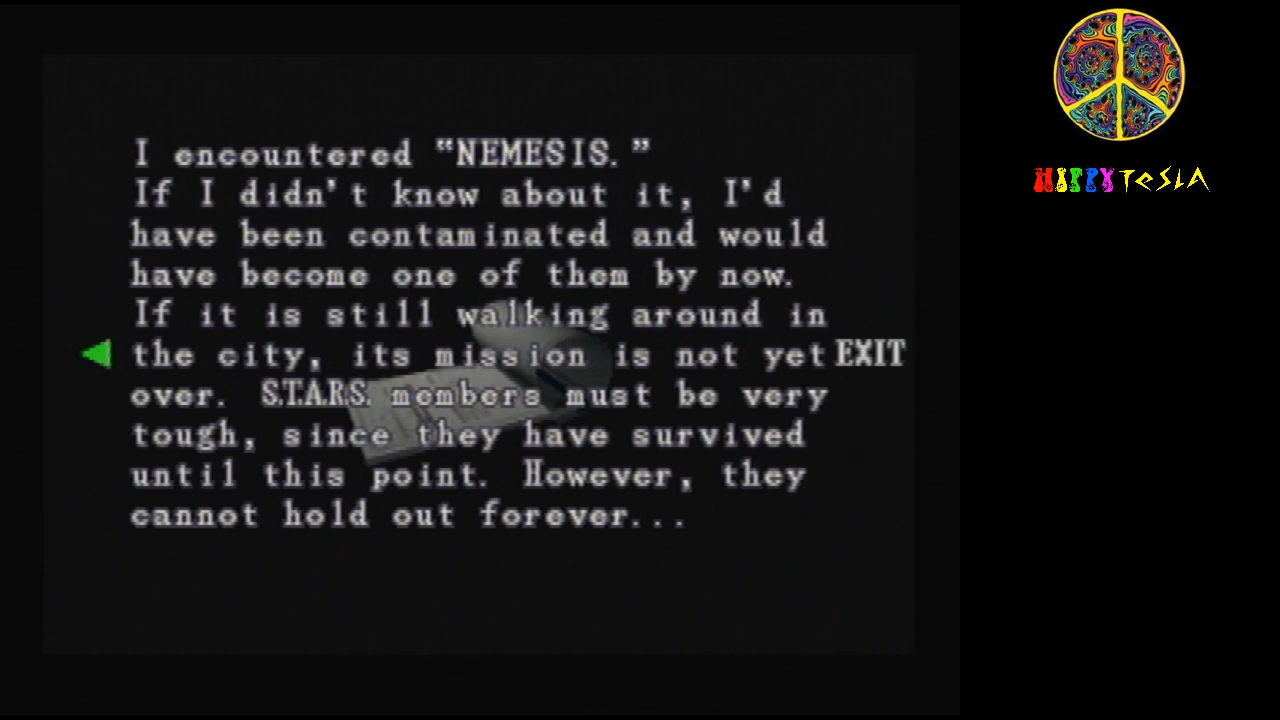 I encountered “NEMESIS.”
If I didn't know about it, I'd
have been contaminated and would
have become one of them by now.
If it is still walking around in
the city, its mission is not yet EXIT
over. S.T.A.R.S. members must be very
tough, since they have survived
until this point. However, they
cannot hold out forever...
HIPPYTESLA